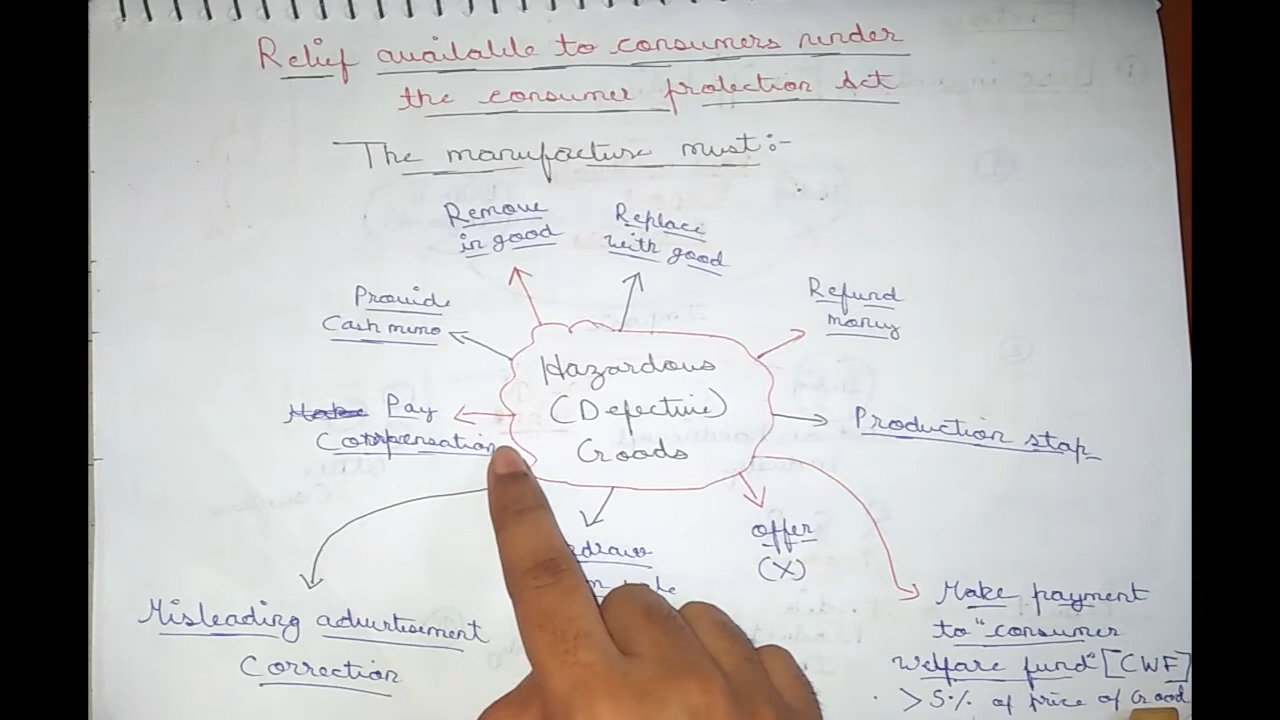 Relief available to consumers under
the consumer protection Act
The manufacture must:-
Remove
in good
Replace
with good
Provide
Cash memo
Refund
money
Hazardous
(Defective)
Goods
Pay
Compensation
Production stop
offer
(X)
Misleading advertisement
Correction
Make payment
to "consumer
welfare fund" [CWF]
> 5% of price of Good